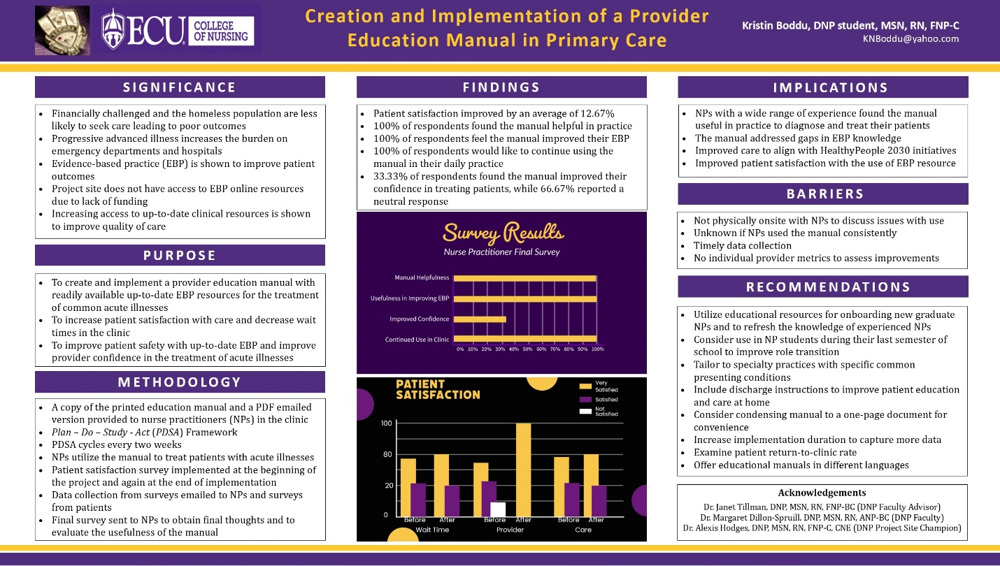 ECU
COLLEGE
OF NURSING
Creation and Implementation of a Provider
Education Manual in Primary Care
Kristin Boddu, DNP student, MSN, RN, FNP-C
KNBoddu@yahoo.com
SIGNIFICANCE
• Financially challenged and the homeless population are less
likely to seek care leading to poor outcomes
• Progressive advanced illness increases the burden on
emergency departments and hospitals
• Evidence-based practice (EBP) is shown to improve patient
outcomes
• Project site does not have access to EBP online resources
due to lack of funding
• Increasing access to up-to-date clinical resources is shown
to improve quality of care
PURPOSE
• To create and implement a provider education manual with
readily available up-to-date EBP resources for the treatment
of common acute illnesses
• To increase patient satisfaction with care and decrease wait
times in the clinic
• To improve patient safety with up-to-date EBP and improve
provider confidence in the treatment of acute illnesses
METHODOLOGY
• A copy of the printed education manual and a PDF emailed
version provided to nurse practitioners (NPs) in the clinic
• Plan – Do – Study - Act (PDSA) Framework
• PDSA cycles every two weeks
• NPs utilize the manual to treat patients with acute illnesses
• Patient satisfaction survey implemented at the beginning of
the project and again at the end of implementation
• Data collection from surveys emailed to NPs and surveys
from patients
• Final survey sent to NPs to obtain final thoughts and to
evaluate the usefulness of the manual
FINDINGS
• Patient satisfaction improved by an average of 12.67%
• 100% of respondents found the manual helpful in practice
• 100% of respondents feel the manual improved their EBP
• 100% of respondents would like to continue using the
manual in their daily practice
• 33.33% of respondents found the manual improved their
confidence in treating patients, while 66.67% reported a
neutral response
Survey Results
Nurse Practitioner Final Survey
Manual Helpfulness
Usefulness in Improving EBP
Improved Confidence
Continued Use in Clinic
0% 10% 20% 30% 40% 50% 60% 70% 80% 90% 100%
PATIENT
SATISFACTION
Very
Satisfied
Satisfied
Not
Satisfied
100
80
20
0
Before After Before After Before After
Wait Time Provider Care
IMPLICATIONS
• NPs with a wide range of experience found the manual
useful in practice to diagnose and treat their patients
• The manual addressed gaps in EBP knowledge
• Improved care to align with HealthyPeople 2030 initiatives
• Improved patient satisfaction with the use of EBP resource
BARRIERS
• Not physically onsite with NPs to discuss issues with use
• Unknown if NPs used the manual consistently
• Timely data collection
• No individual provider metrics to assess improvements
RECOMMENDATIONS
• Utilize educational resources for onboarding new graduate
NPs and to refresh the knowledge of experienced NPs
• Consider use in NP students during their last semester of
school to improve role transition
• Tailor to specialty practices with specific common
presenting conditions
• Include discharge instructions to improve patient education
and care at home
• Consider condensing manual to a one-page document for
convenience
• Increase implementation duration to capture more data
• Examine patient return-to-clinic rate
• Offer educational manuals in different languages
Acknowledgements
Dr. Janet Tillman, DNP, MSN, RN, FNP-BC (DNP Faculty Advisor)
Dr. Margaret Dillon-Spruill, DNP, MSN, RN, ANP-BC (DNP Faculty)
Dr. Alexis Hodges, DNP, MSN, RN, FNP-C, CNE (DNP Project Site Champion)